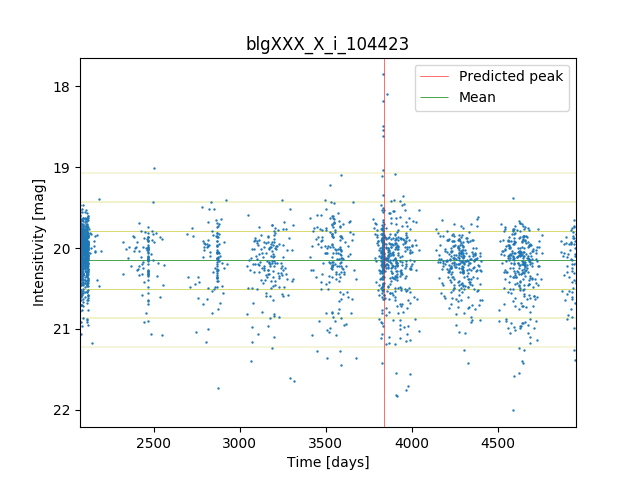 blgXXX_X_i_104423
Predicted peak
Mean
Intensitivity [mag]
18
19
20
21
22
2500
3000
3500
4000
4500
Time [days]